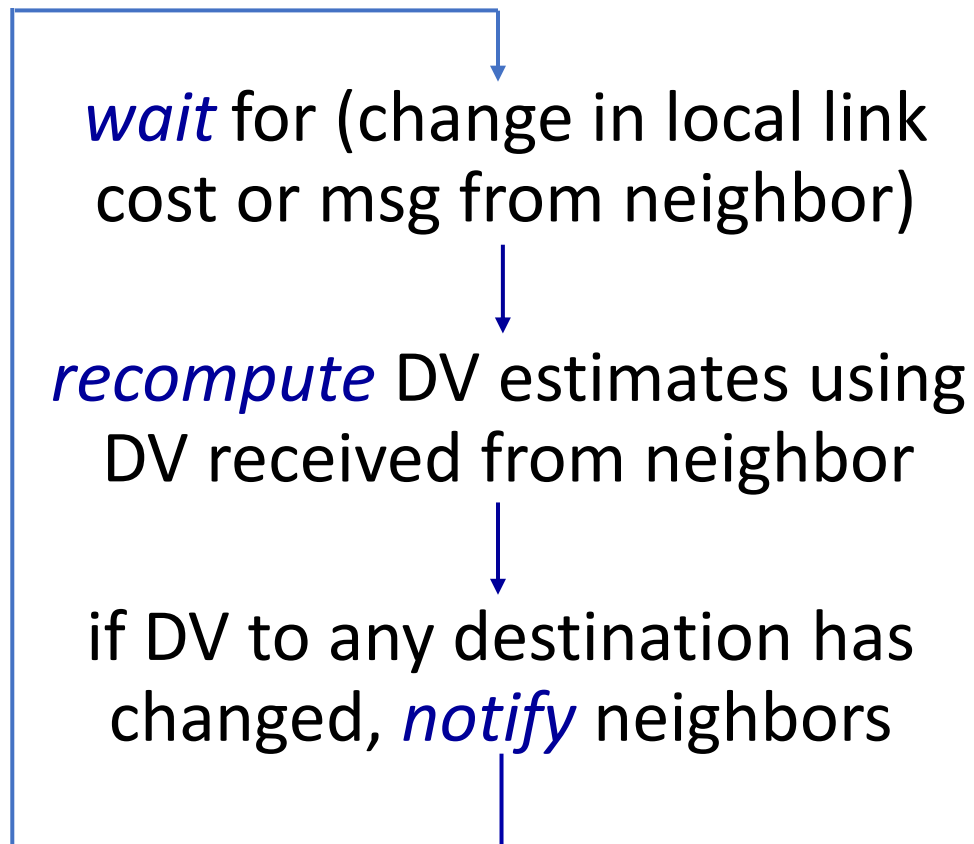 wait for (change in local link
cost or msg from neighbor)
recompute DV estimates using
DV received from neighbor
if DV to any destination has
changed, notify neighbors